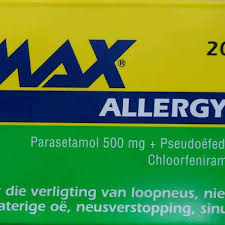 20
MAX®
ALLERGY
Parasetamol 500 mg + Pseudoëfed
Chloorfeniram
die verligting van loopneus, nie
aterige oë, neusverstopping, sinu